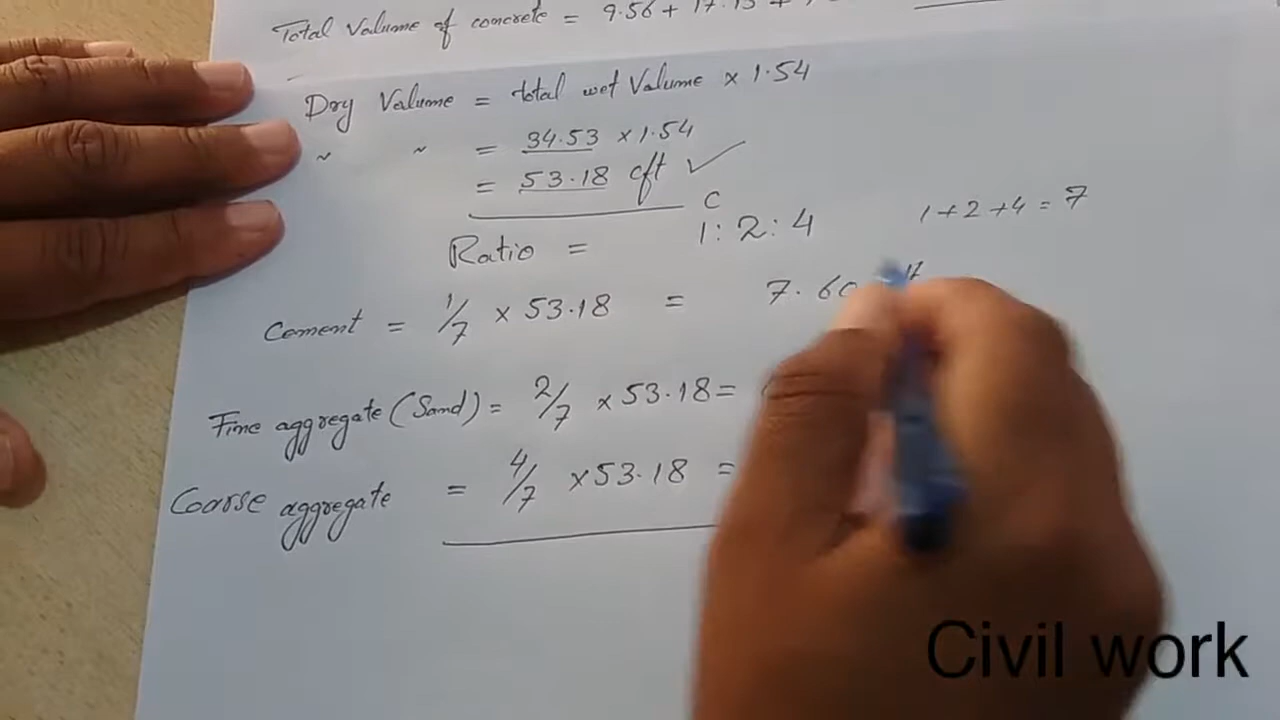 Total Volume of concrete = 9.56 + 17.15 +
Dry Volume = total wet Volume × 1.54
〃 〃 = 34.53 × 1.54
= 53.18 cft ✓
C
Ratio = 1:2:4 1+2+4 = 7
Cement = 1/7 × 53.18 = 7.60
Fine aggregate (Sand) = 2/7 × 53.18 =
Coarse aggregate = 4/7 × 53.18 =
Civil work